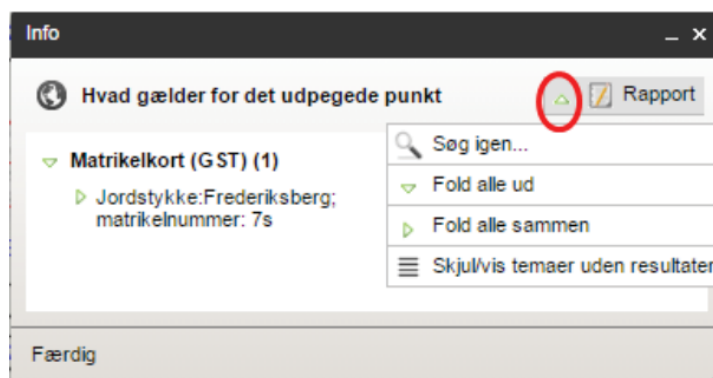 Info
Hvad gælder for det udpegede punkt
Rapport
Matrikelkort (GST) (1)
Jordstykke:Frederiksberg;
matrikelnummer: 7s
Søg igen...
Fold alle ud
Fold alle sammen
Skjul/vis temaer uden resultater
Færdig